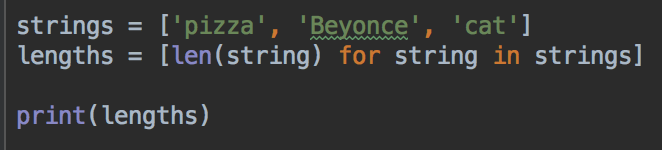 strings = ['pizza', 'Beyonce', 'cat']
lengths = [len(string) for string in strings]
print(lengths)